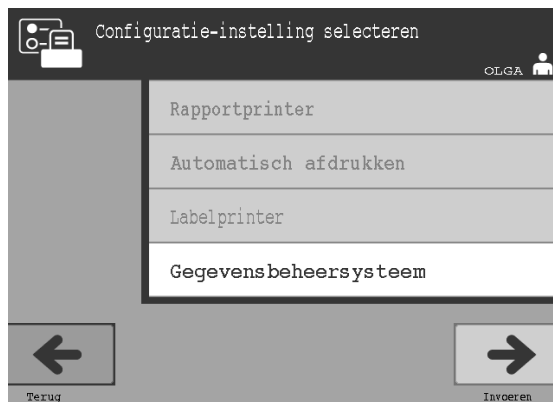 Configuratie-instelling selecteren
OLGA
Rapportprinter
Automatisch afdrukken
Labelprinter
Gegevensbeheersysteem
Terug
Invoeren